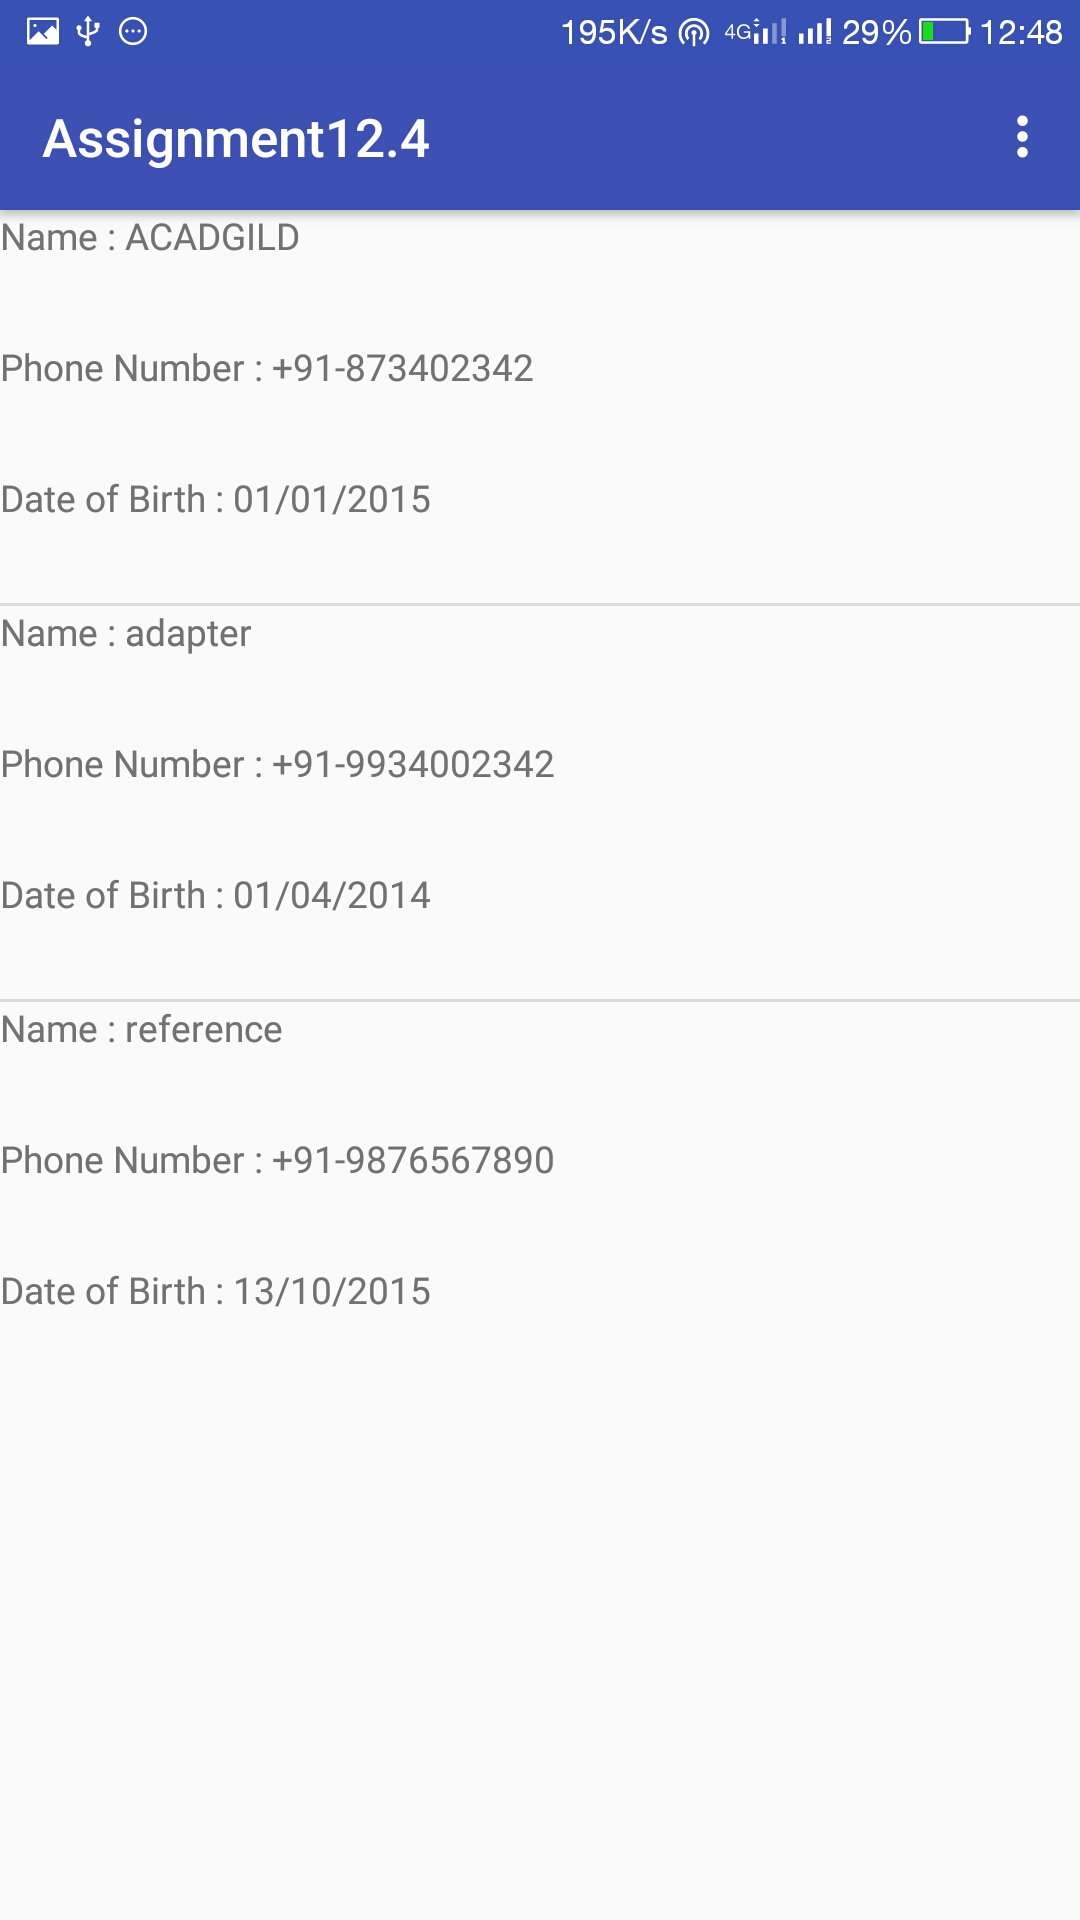 195K/s 4G 29% 12:48
Assignment12.4
Name : ACADGILD
Phone Number : +91-873402342
Date of Birth : 01/01/2015
Name : adapter
Phone Number : +91-9934002342
Date of Birth : 01/04/2014
Name : reference
Phone Number : +91-9876567890
Date of Birth : 13/10/2015